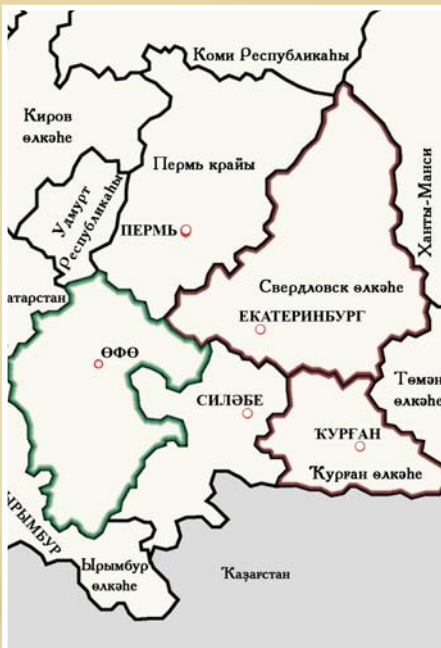 Коми Республикаһы
Киров
өлкәһе
Пермь крайы
Ханты-Манси
Удмурт
Республикаһы
ПЕРМЬ
атарстан
Свердловск өлкәһе
ЕКАТЕРИНБУРГ
ӨФӨ
Төмән
өлкәһе
СИЛӘБЕ
ҠУРҒАН
Ҡурған өлкәһе
ЫРЫМБУР
Ырымбур
өлкәһе
Ҡаҙағстан